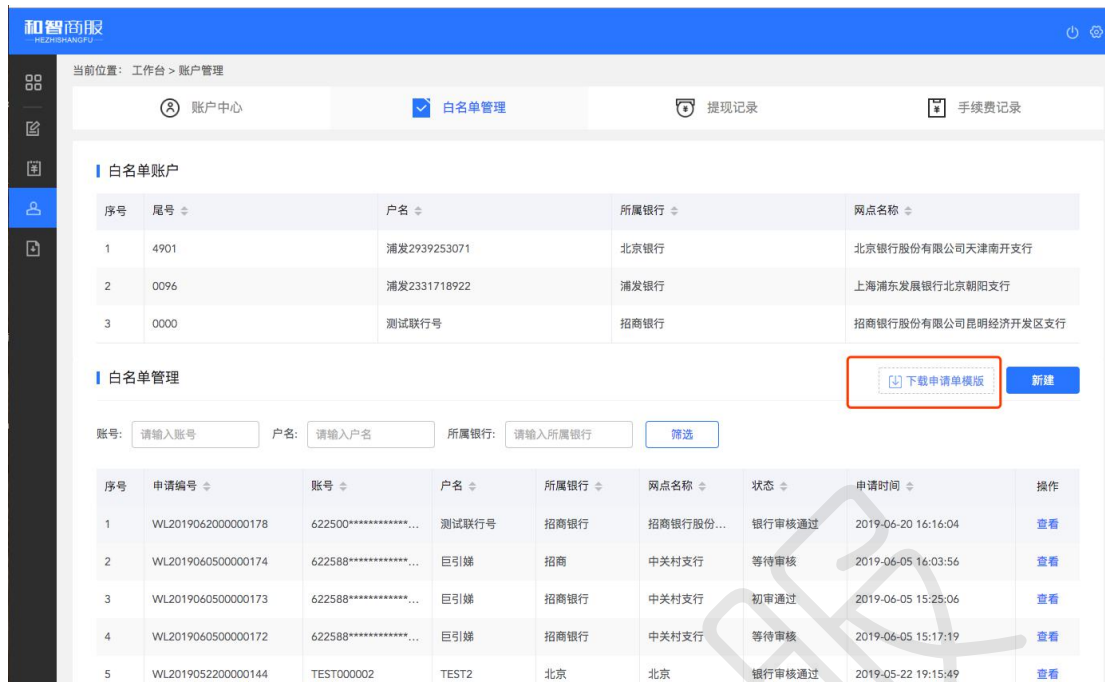 和智商服
HEZHISHANGFU
当前位置： 工作台 > 账户管理
账户中心 白名单管理 提现记录 手续费记录
白名单账户
序号 尾号 户名 所属银行 网点名称
1 4901 浦发2939253071 北京银行 北京银行股份有限公司天津南开支行
2 0096 浦发2331718922 浦发银行 上海浦东发展银行北京朝阳支行
3 0000 测试联行号 招商银行 招商银行股份有限公司昆明经济开发区支行
白名单管理 下载申请单模版 新建
账号: 请输入账号 户名: 请输入户名 所属银行: 请输入所属银行 筛选
序号 申请编号 账号 户名 所属银行 网点名称 状态 申请时间 操作
1 WL2019062000000178 622500************... 测试联行号 招商银行 招商银行股份... 银行审核通过 2019-06-20 16:16:04 查看
2 WL2019060500000174 622588************... 巨引娣 招商 中关村支行 等待审核 2019-06-05 16:03:56 查看
3 WL2019060500000173 622588************... 巨引娣 招商银行 中关村支行 初审通过 2019-06-05 15:25:06 查看
4 WL2019060500000172 622588************... 巨引娣 招商银行 中关村支行 等待审核 2019-06-05 15:17:19 查看
5 WL2019052200000144 TEST000002 TEST2 北京 北京 银行审核通过 2019-05-22 19:15:49 查看
服